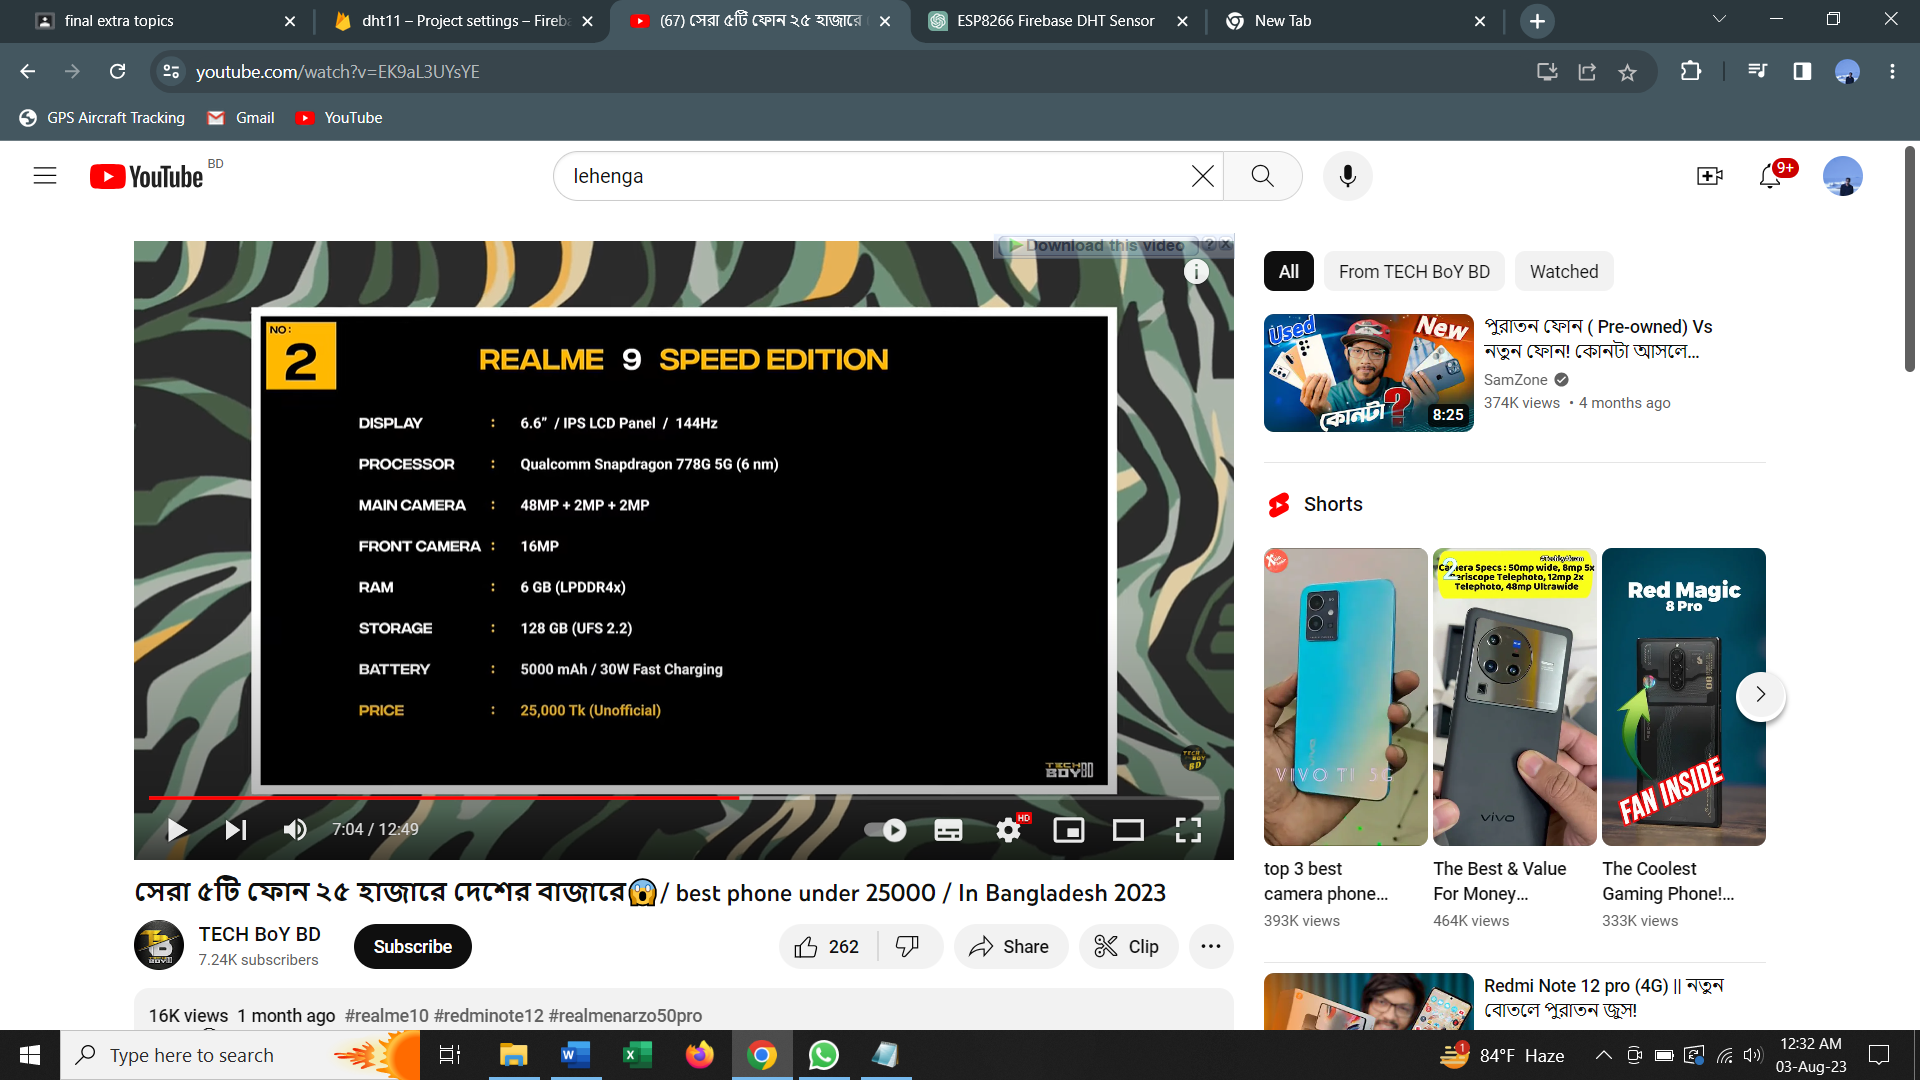 final extra topics
dht11 – Project settings – Fireb
(67) সেরা ৫টি ফোন ২৫ হাজারে
ESP8266 Firebase DHT Sensor
New Tab
youtube.com/watch?v=EK9aL3UYsYE
GPS Aircraft Tracking
Gmail
YouTube
YouTube BD
lehenga
9+
Download this video ? X
NO:
2
REALME 9 SPEED EDITION
DISPLAY : 6.6” / IPS LCD Panel / 144Hz
PROCESSOR : Qualcomm Snapdragon 778G 5G (6 nm)
MAIN CAMERA : 48MP + 2MP + 2MP
FRONT CAMERA : 16MP
RAM : 6 GB (LPDDR4x)
STORAGE : 128 GB (UFS 2.2)
BATTERY : 5000 mAh / 30W Fast Charging
PRICE : 25,000 Tk (Unofficial)
TECH BOY BD
TECH BOY BD
7:04 / 12:49
HD
সেরা ৫টি ফোন ২৫ হাজারে দেশের বাজারে😱/ best phone under 25000 / In Bangladesh 2023
TECH BoY BD
7.24K subscribers
Subscribe
262
Share
Clip
16K views 1 month ago #realme10 #redminote12 #realmenarzo50pro
All
From TECH BoY BD
Watched
Used
New
কোনটা?
8:25
পুরাতন ফোন ( Pre-owned) Vs
নতুন ফোন! কোনটা আসলে...
SamZone
374K views • 4 months ago
Shorts
VIVO T1 5G
2
Camera Specs : 50mp wide, 8mp 5x
Periscope Telephoto, 12mp 2x
Telephoto, 48mp Ultrawide
vivo
Red Magic
8 Pro
FAN INSIDE
top 3 best
camera phone...
393K views
The Best & Value
For Money...
464K views
The Coolest
Gaming Phone!...
333K views
Redmi Note 12 pro (4G) || নতুন
বোতলে পুরাতন জুস!
Type here to search
1
84°F Haze
12:32 AM
03-Aug-23